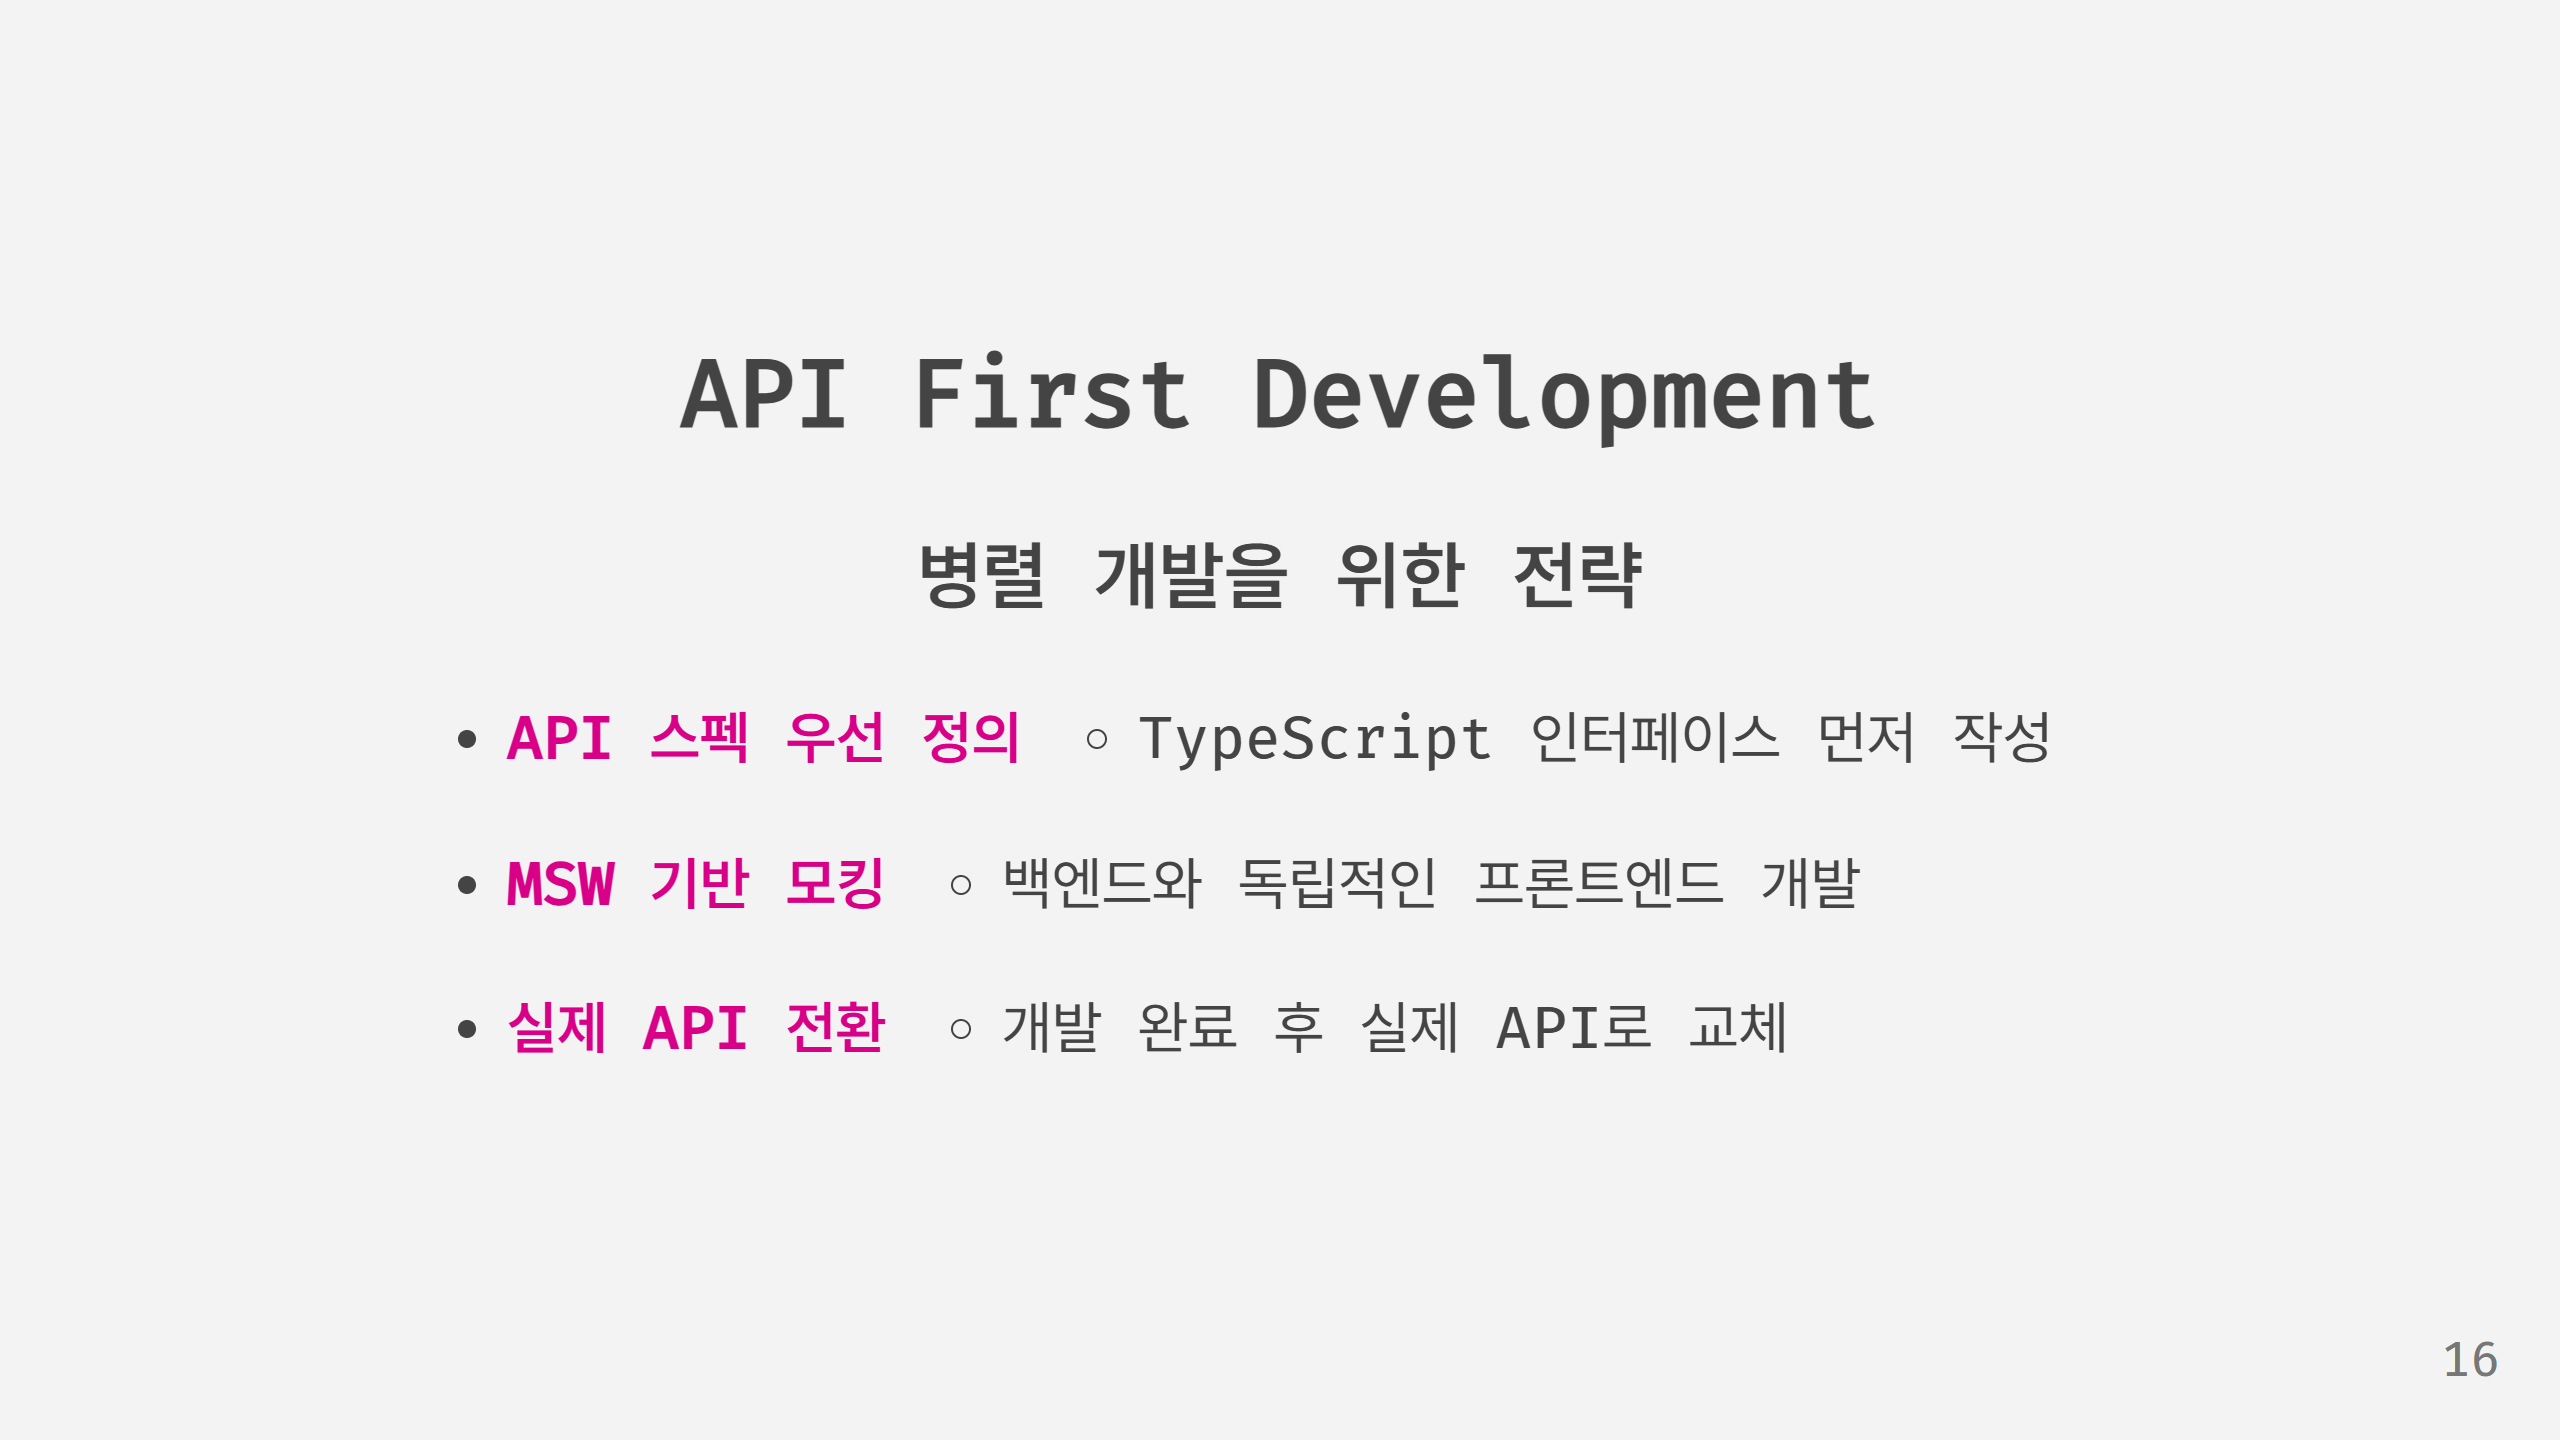 API First Development
병렬 개발을 위한 전략
• API 스펙 우선 정의 ◦ TypeScript 인터페이스 먼저 작성
• MSW 기반 모킹 ◦ 백엔드와 독립적인 프론트엔드 개발
• 실제 API 전환 ◦ 개발 완료 후 실제 API로 교체
16